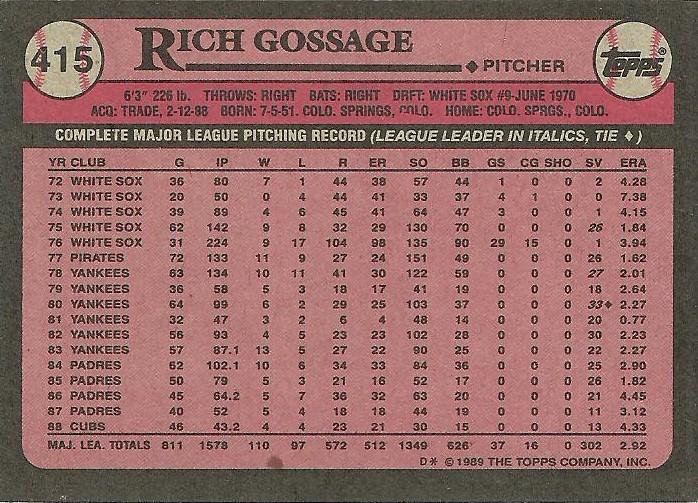 415
RICH GOSSAGE
◆ PITCHER
TOPPS ®
6'3" 226 lb. THROWS: RIGHT BATS: RIGHT DRFT: WHITE SOX #9-JUNE 1970
ACQ: TRADE, 2-12-88 BORN: 7-5-51. COLO. SPRINGS, COLO. HOME: COLO. SPRGS., COLO.
COMPLETE MAJOR LEAGUE PITCHING RECORD (LEAGUE LEADER IN ITALICS, TIE ♦)
YR CLUB G IP W L R ER SO BB GS CG SHO SV ERA
72 WHITE SOX 36 80 7 1 44 38 57 44 1 0 0 2 4.28
73 WHITE SOX 20 50 0 4 44 41 33 37 4 1 0 0 7.38
74 WHITE SOX 39 89 4 6 45 41 64 47 3 0 0 1 4.15
75 WHITE SOX 62 142 9 8 32 29 130 70 0 0 0 26 1.84
76 WHITE SOX 31 224 9 17 104 98 135 90 29 15 0 1 3.94
77 PIRATES 72 133 11 9 27 24 151 49 0 0 0 26 1.62
78 YANKEES 63 134 10 11 41 30 122 59 0 0 0 27 2.01
79 YANKEES 36 58 5 3 18 17 41 19 0 0 0 18 2.64
80 YANKEES 64 99 6 2 29 25 103 37 0 0 0 33♦ 2.27
81 YANKEES 32 47 3 2 6 4 48 14 0 0 0 20 0.77
82 YANKEES 56 93 4 5 23 23 102 28 0 0 0 30 2.23
83 YANKEES 57 87.1 13 5 27 22 90 25 0 0 0 22 2.27
84 PADRES 62 102.1 10 6 34 33 84 36 0 0 0 25 2.90
85 PADRES 50 79 5 3 21 16 52 17 0 0 0 26 1.82
86 PADRES 45 64.2 5 7 36 32 63 20 0 0 0 21 4.45
87 PADRES 40 52 5 4 18 18 44 19 0 0 0 11 3.12
88 CUBS 46 43.2 4 4 23 21 30 15 0 0 0 13 4.33
MAJ. LEA. TOTALS 811 1578 110 97 572 512 1349 626 37 16 0 302 2.92
D* © 1989 THE TOPPS COMPANY, INC.